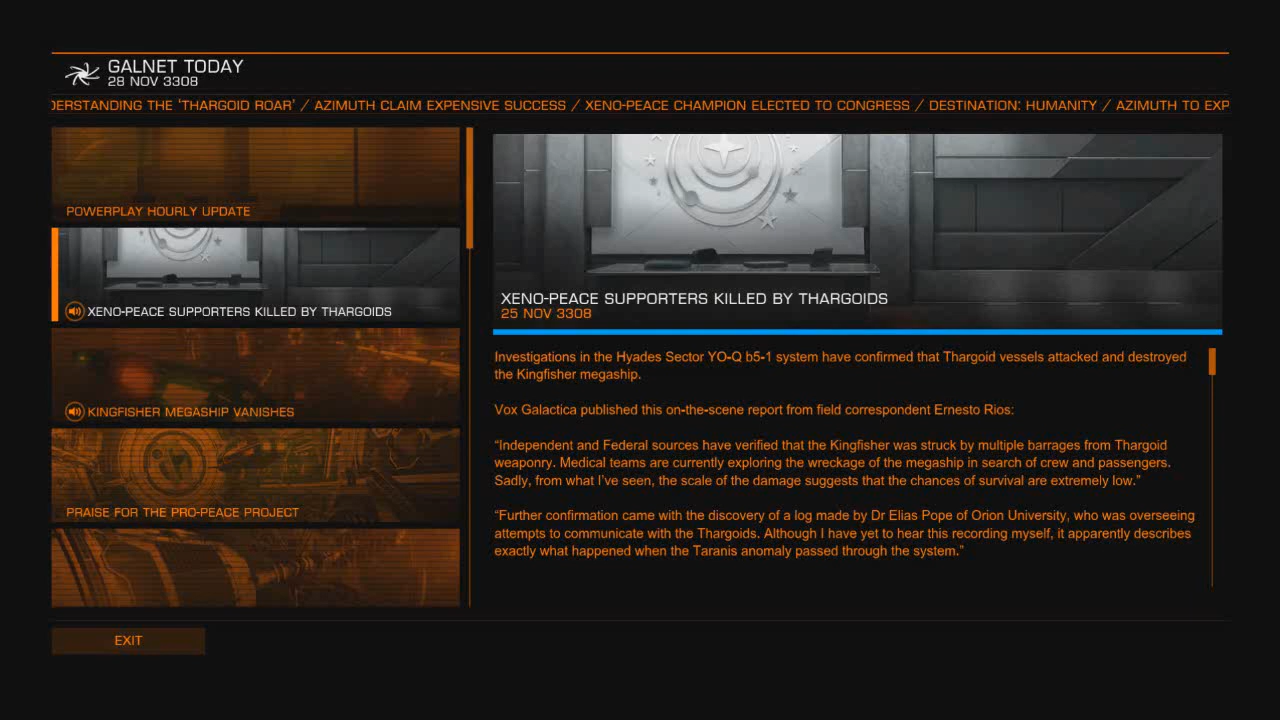 GALNET TODAY
28 NOV 3308
DERSTANDING THE ‘THARGOID ROAR’ / AZIMUTH CLAIM EXPENSIVE SUCCESS / XENO-PEACE CHAMPION ELECTED TO CONGRESS / DESTINATION: HUMANITY / AZIMUTH TO EXP
POWERPLAY HOURLY UPDATE
XENO-PEACE SUPPORTERS KILLED BY THARGOIDS
KINGFISHER MEGASHIP VANISHES
PRAISE FOR THE PRO-PEACE PROJECT
XENO-PEACE SUPPORTERS KILLED BY THARGOIDS
25 NOV 3308
Investigations in the Hyades Sector YO-Q b5-1 system have confirmed that Thargoid vessels attacked and destroyed
the Kingfisher megaship.
Vox Galactica published this on-the-scene report from field correspondent Ernesto Rios:
“Independent and Federal sources have verified that the Kingfisher was struck by multiple barrages from Thargoid
weaponry. Medical teams are currently exploring the wreckage of the megaship in search of crew and passengers.
Sadly, from what I’ve seen, the scale of the damage suggests that the chances of survival are extremely low.”
“Further confirmation came with the discovery of a log made by Dr Elias Pope of Orion University, who was overseeing
attempts to communicate with the Thargoids. Although I have yet to hear this recording myself, it apparently describes
exactly what happened when the Taranis anomaly passed through the system.”
EXIT